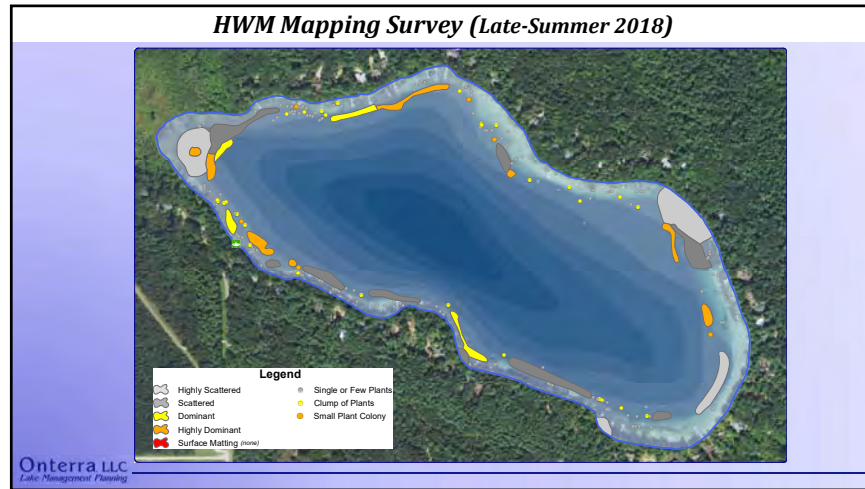 HWM Mapping Survey (Late-Summer 2018)
Legend
Highly Scattered
Scattered
Dominant
Highly Dominant
Surface Matting (none)
Single or Few Plants
Clump of Plants
Small Plant Colony
Onterra LLC
Lake Management Planning